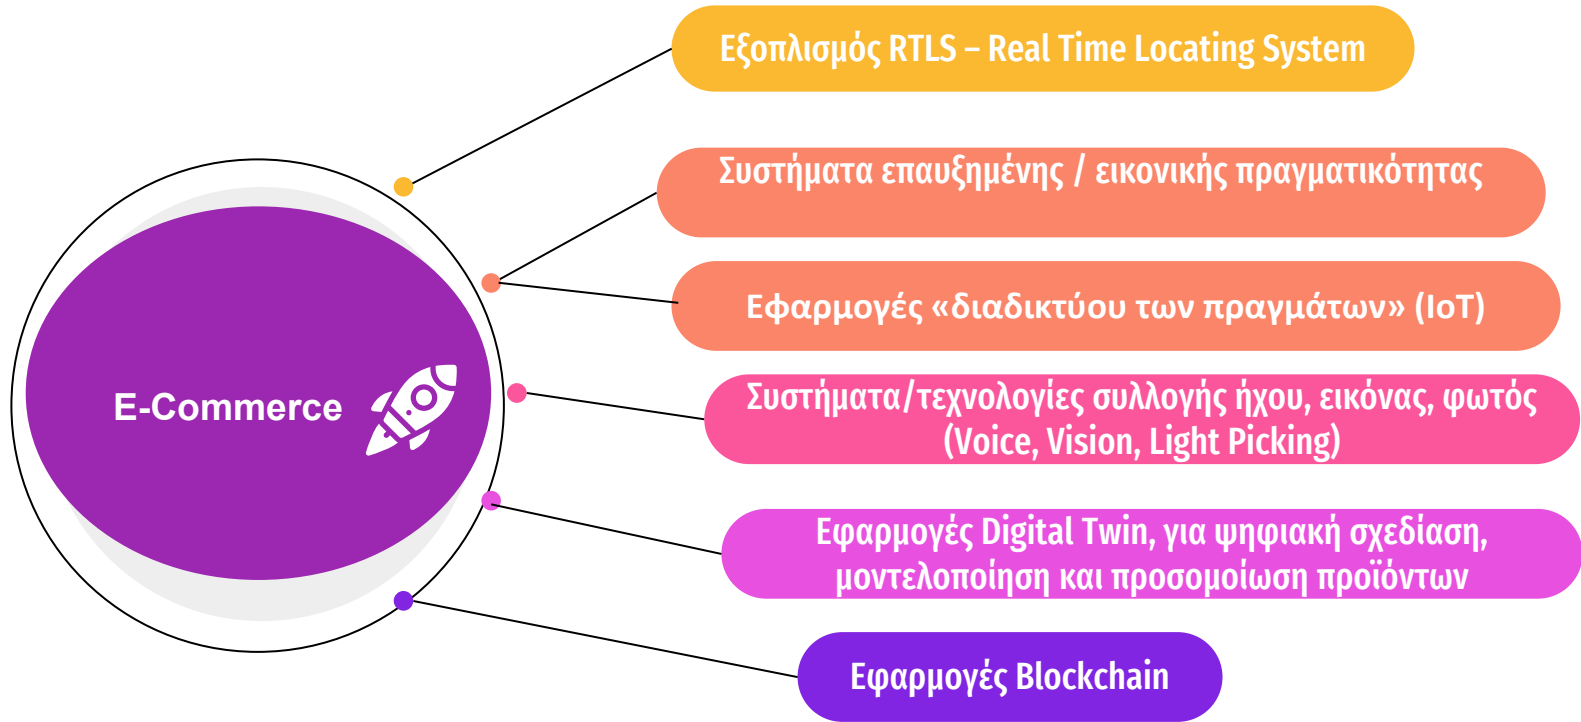 Εξοπλισμός RTLS – Real Time Locating System
Συστήματα επαυξημένης / εικονικής πραγματικότητας
Εφαρμογές «διαδικτύου των πραγμάτων» (IoT)
E-Commerce
Συστήματα/τεχνολογίες συλλογής ήχου, εικόνας, φωτός
(Voice, Vision, Light Picking)
Εφαρμογές Digital Twin, για ψηφιακή σχεδίαση,
μοντελοποίηση και προσομοίωση προϊόντων
Εφαρμογές Blockchain